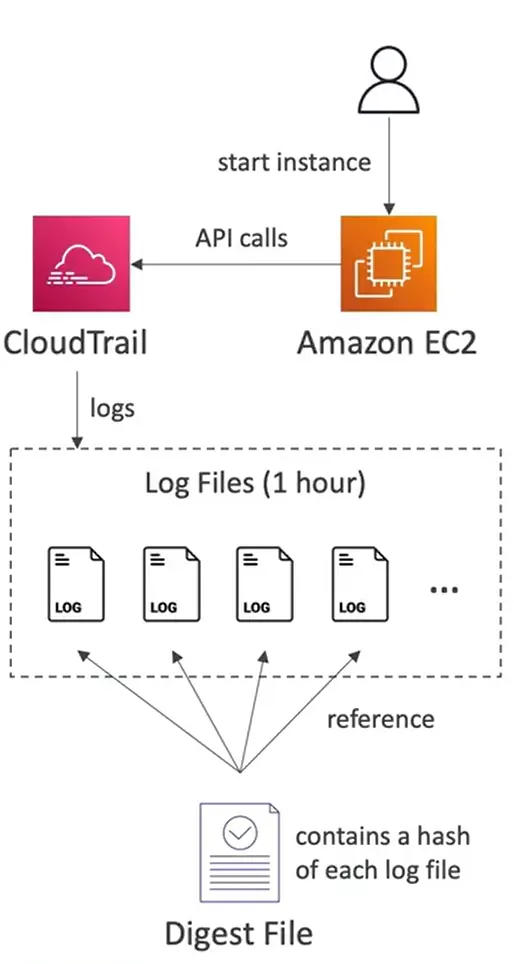 start instance
API calls
CloudTrail
Amazon EC2
logs
Log Files (1 hour)
LOG
LOG
LOG
LOG
...
reference
contains a hash
of each log file
Digest File